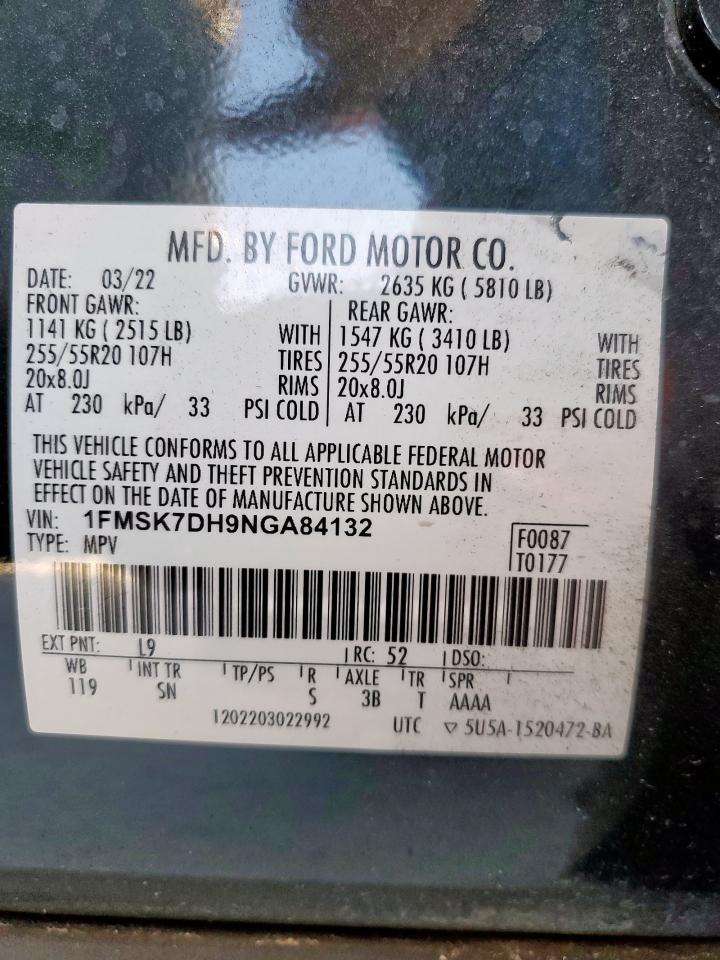 MFD. BY FORD MOTOR CO.
DATE: 03/22 GVWR: 2635 KG ( 5810 LB)
FRONT GAWR: REAR GAWR:
1141 KG ( 2515 LB) WITH 1547 KG ( 3410 LB) WITH
255/55R20 107H TIRES 255/55R20 107H TIRES
20x8.0J RIMS 20x8.0J RIMS
AT 230 kPa/ 33 PSI COLD AT 230 kPa/ 33 PSI COLD
THIS VEHICLE CONFORMS TO ALL APPLICABLE FEDERAL MOTOR
VEHICLE SAFETY AND THEFT PREVENTION STANDARDS IN
EFFECT ON THE DATE OF MANUFACTURE SHOWN ABOVE.
VIN: 1FMSK7DH9NGA84132 F0087
TYPE: MPV T0177
EXT PNT: L9 RC: 52 DSO:
WB INT TR TP/PS R AXLE TR SPR
119 SN S 3B T AAAA
1202203022992 UTC ▽ 5U5A-1520472-BA